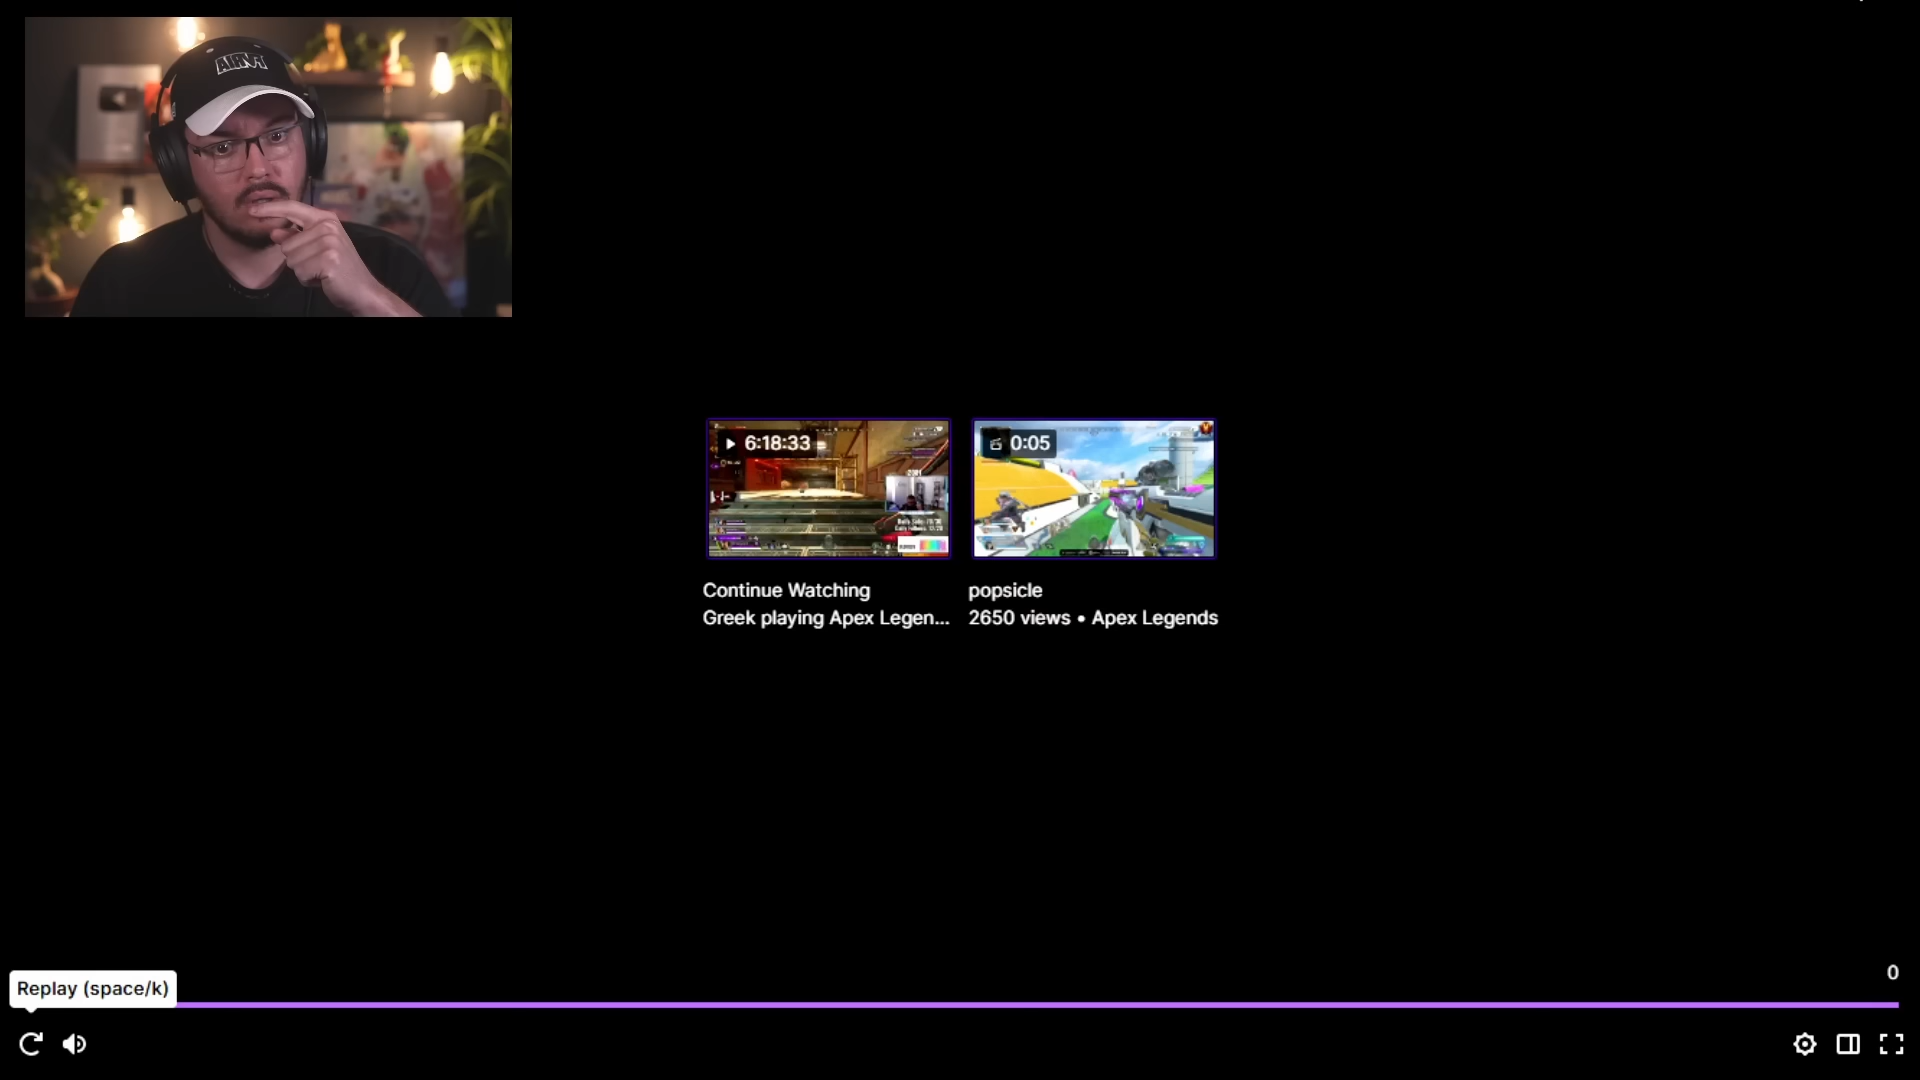 6:18:33
0:05
Continue Watching
Greek playing Apex Legen...
popsicle
2650 views • Apex Legends
0
Replay (space/k)